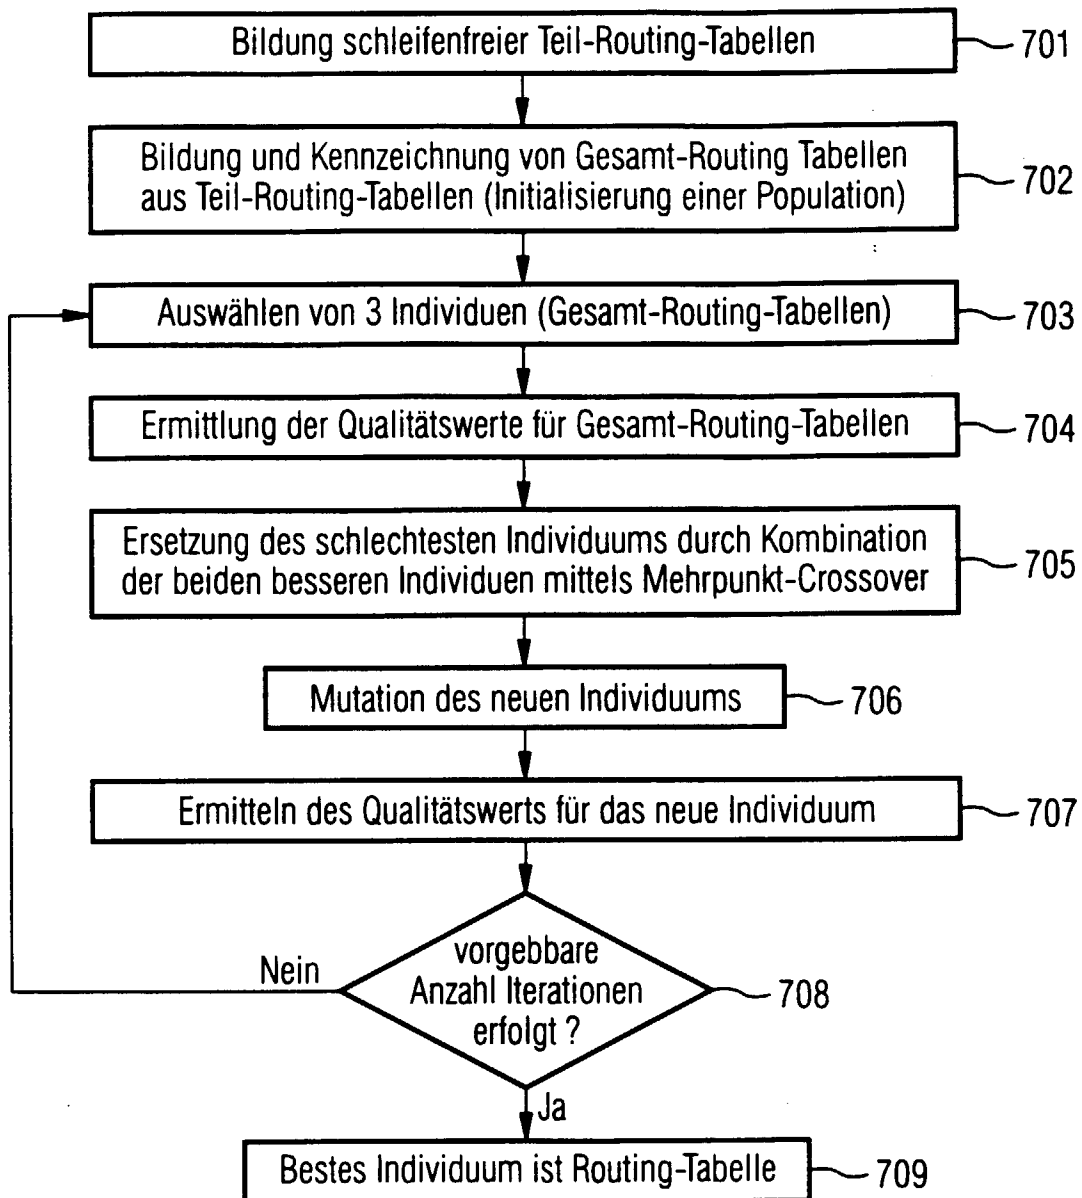 Bildung schleifenfreier Teil-Routing-Tabellen
701
Bildung und Kennzeichnung von Gesamt-Routing Tabellen
aus Teil-Routing-Tabellen (Initialisierung einer Population)
702
Auswählen von 3 Individuen (Gesamt-Routing-Tabellen)
703
Ermittlung der Qualitätswerte für Gesamt-Routing-Tabellen
704
Ersetzung des schlechtesten Individuums durch Kombination
der beiden besseren Individuen mittels Mehrpunkt-Crossover
705
Mutation des neuen Individuums
706
Ermitteln des Qualitätswerts für das neue Individuum
707
Nein
vorgebbare
Anzahl Iterationen
erfolgt ?
708
Ja
Bestes Individuum ist Routing-Tabelle
709